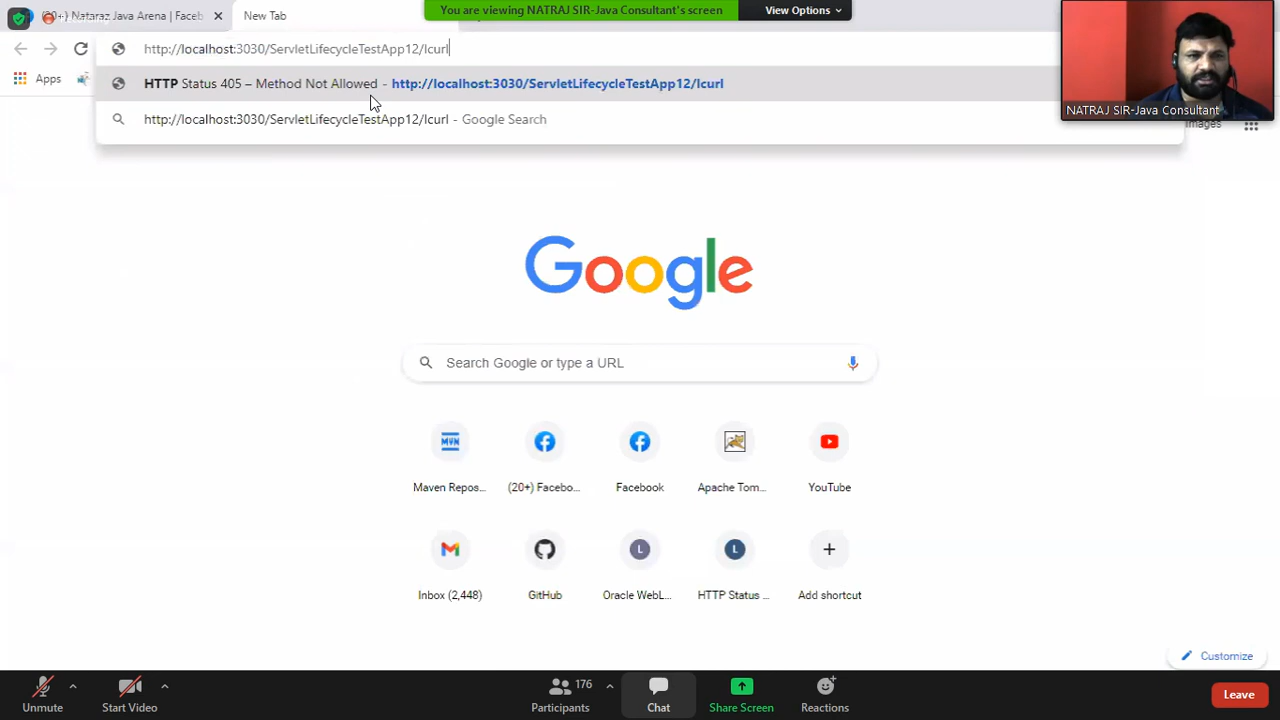 You are viewing NATRAJ SIR-Java Consultant's screen
View Options
Nataraz Java Arena | Faceb
New Tab
http://localhost:3030/ServletLifecycleTestApp12/lcurl
Apps
HTTP Status 405 – Method Not Allowed - http://localhost:3030/ServletLifecycleTestApp12/lcurl
http://localhost:3030/ServletLifecycleTestApp12/lcurl - Google Search
NATRAJ SIR-Java Consultant
Images
Google
Search Google or type a URL
MVN
Maven Repos...
(20+) Facebo...
Facebook
Apache Tom...
YouTube
L
L
Inbox (2,448)
GitHub
Oracle WebL...
HTTP Status ...
Add shortcut
Customize
Unmute
Start Video
176
Participants
Chat
Share Screen
Reactions
Leave